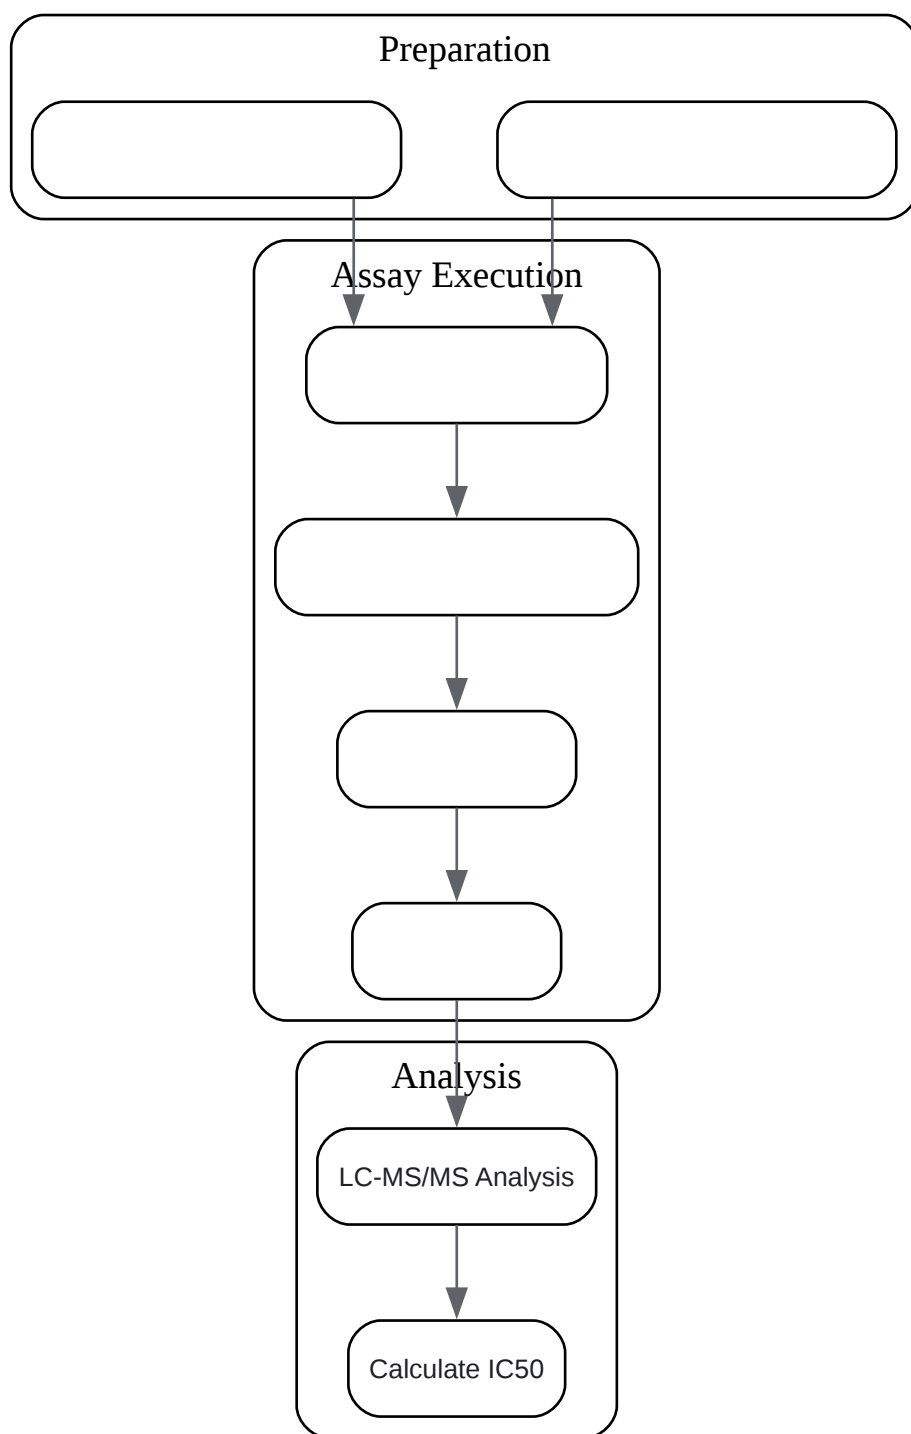 Preparation
Assay Execution
Analysis
LC-MS/MS Analysis
Calculate IC50